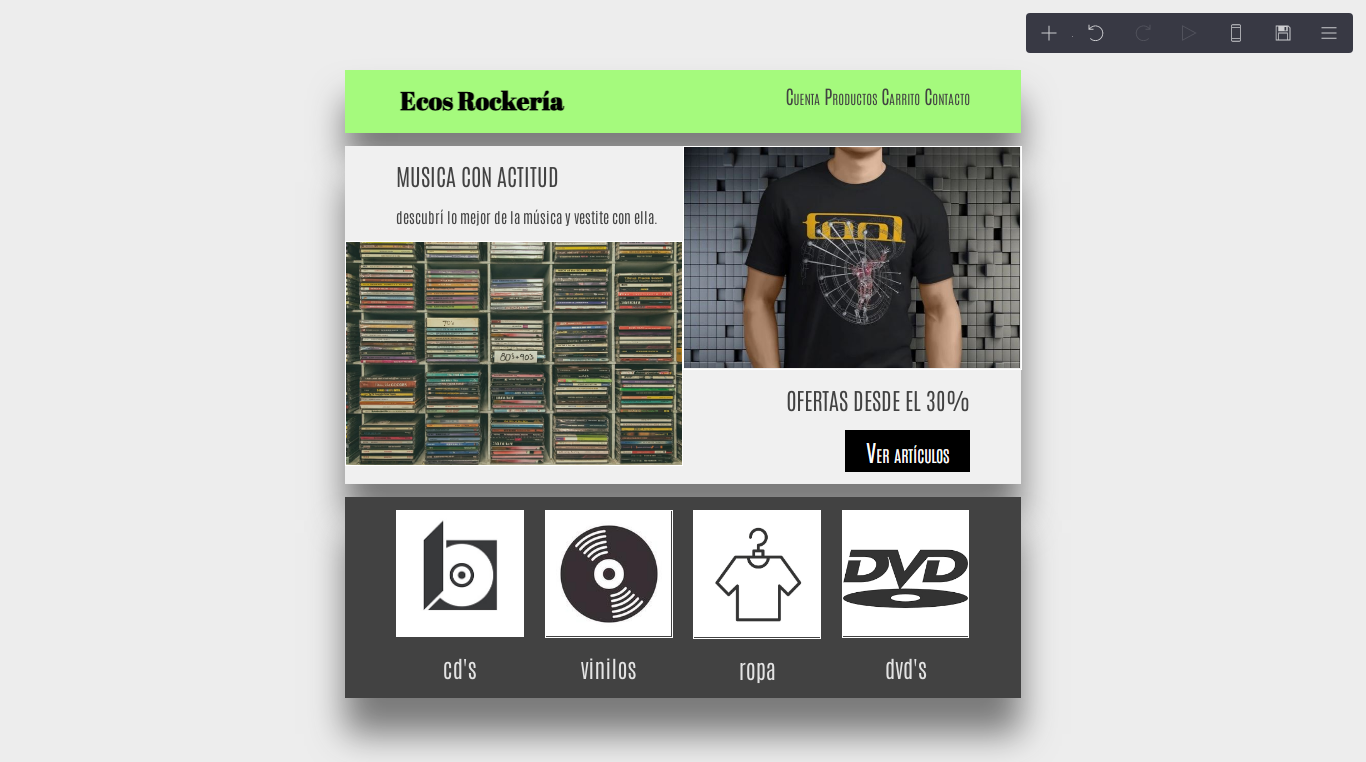 Ecos Rockería
Cuenta Productos Carrito Contacto
MUSICA CON ACTITUD
descubrí lo mejor de la música y vestite con ella.
70's
80's+90s
tool
OFERTAS DESDE EL 30%
Ver artículos
DVD
cd's
vinilos
ropa
dvd's